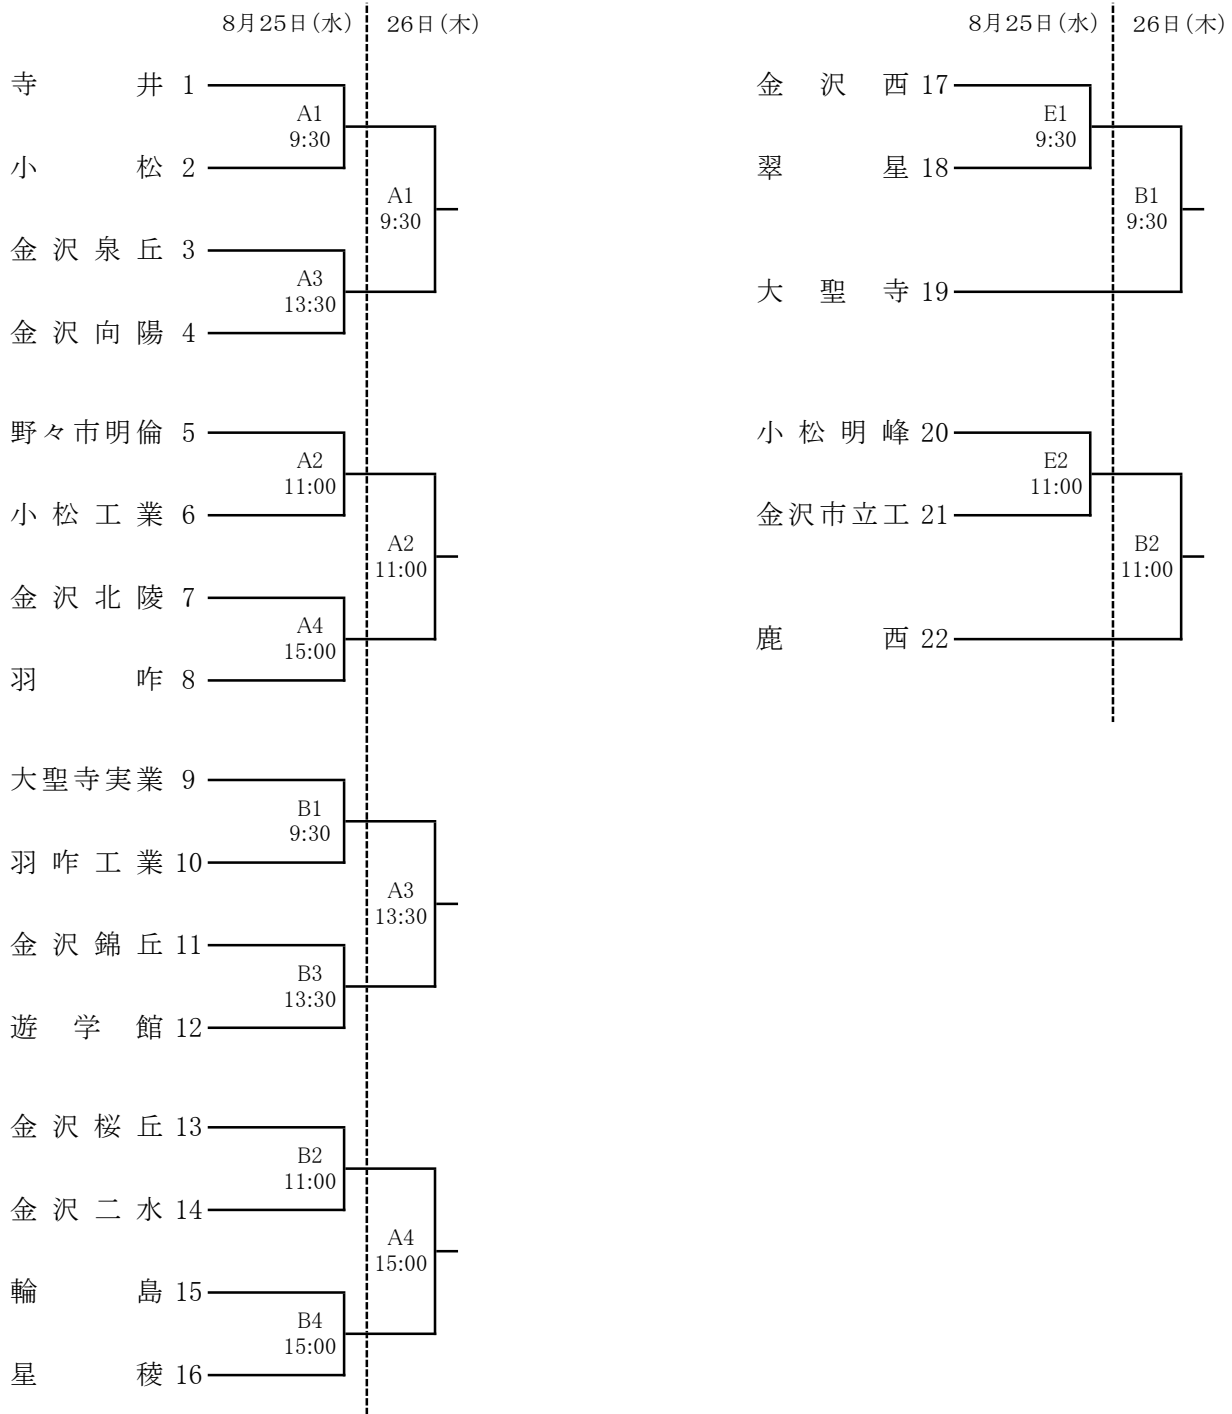 8月25日(水) 26日(木)
寺井 1
A1
9:30
小松 2
A1
9:30
金沢泉丘 3
A3
13:30
金沢向陽 4
野々市明倫 5
A2
11:00
小松工業 6
A2
11:00
金沢北陵 7
A4
15:00
羽咋 8
大聖寺実業 9
B1
9:30
羽咋工業 10
A3
13:30
金沢錦丘 11
B3
13:30
遊学館 12
金沢桜丘 13
B2
11:00
金沢二水 14
A4
15:00
輪島 15
B4
15:00
星稜 16
8月25日(水) 26日(木)
金沢西 17
E1
9:30
翠星 18
B1
9:30
大聖寺 19
小松明峰 20
E2
11:00
金沢市立工 21
B2
11:00
鹿西 22